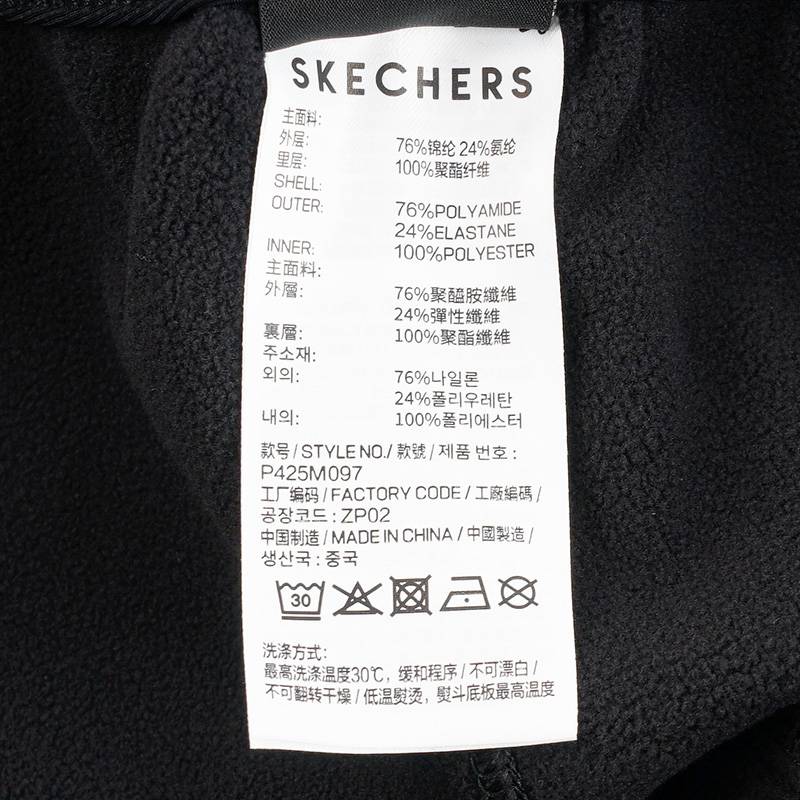 SKECHERS
主面料:
外层: 76%锦纶 24%氨纶
里层: 100%聚酯纤维
SHELL:
OUTER: 76%POLYAMIDE
24%ELASTANE
INNER: 100%POLYESTER
主面料:
外層: 76%聚醯胺纖維
24%彈性纖維
裏層: 100%聚酯纖維
주소재:
외의: 76%나일론
24%폴리우레탄
내의: 100%폴리에스터
款号/STYLE NO./款號/제품 번호:
P425M097
工厂编码/FACTORY CODE/工廠編碼/
공장코드:ZP02
中国制造/MADE IN CHINA/中國製造/
생산국:중국
30
洗涤方式:
最高洗涤温度30℃, 缓和程序/不可漂白/
不可翻转干燥/低温熨烫, 熨斗底板最高温度